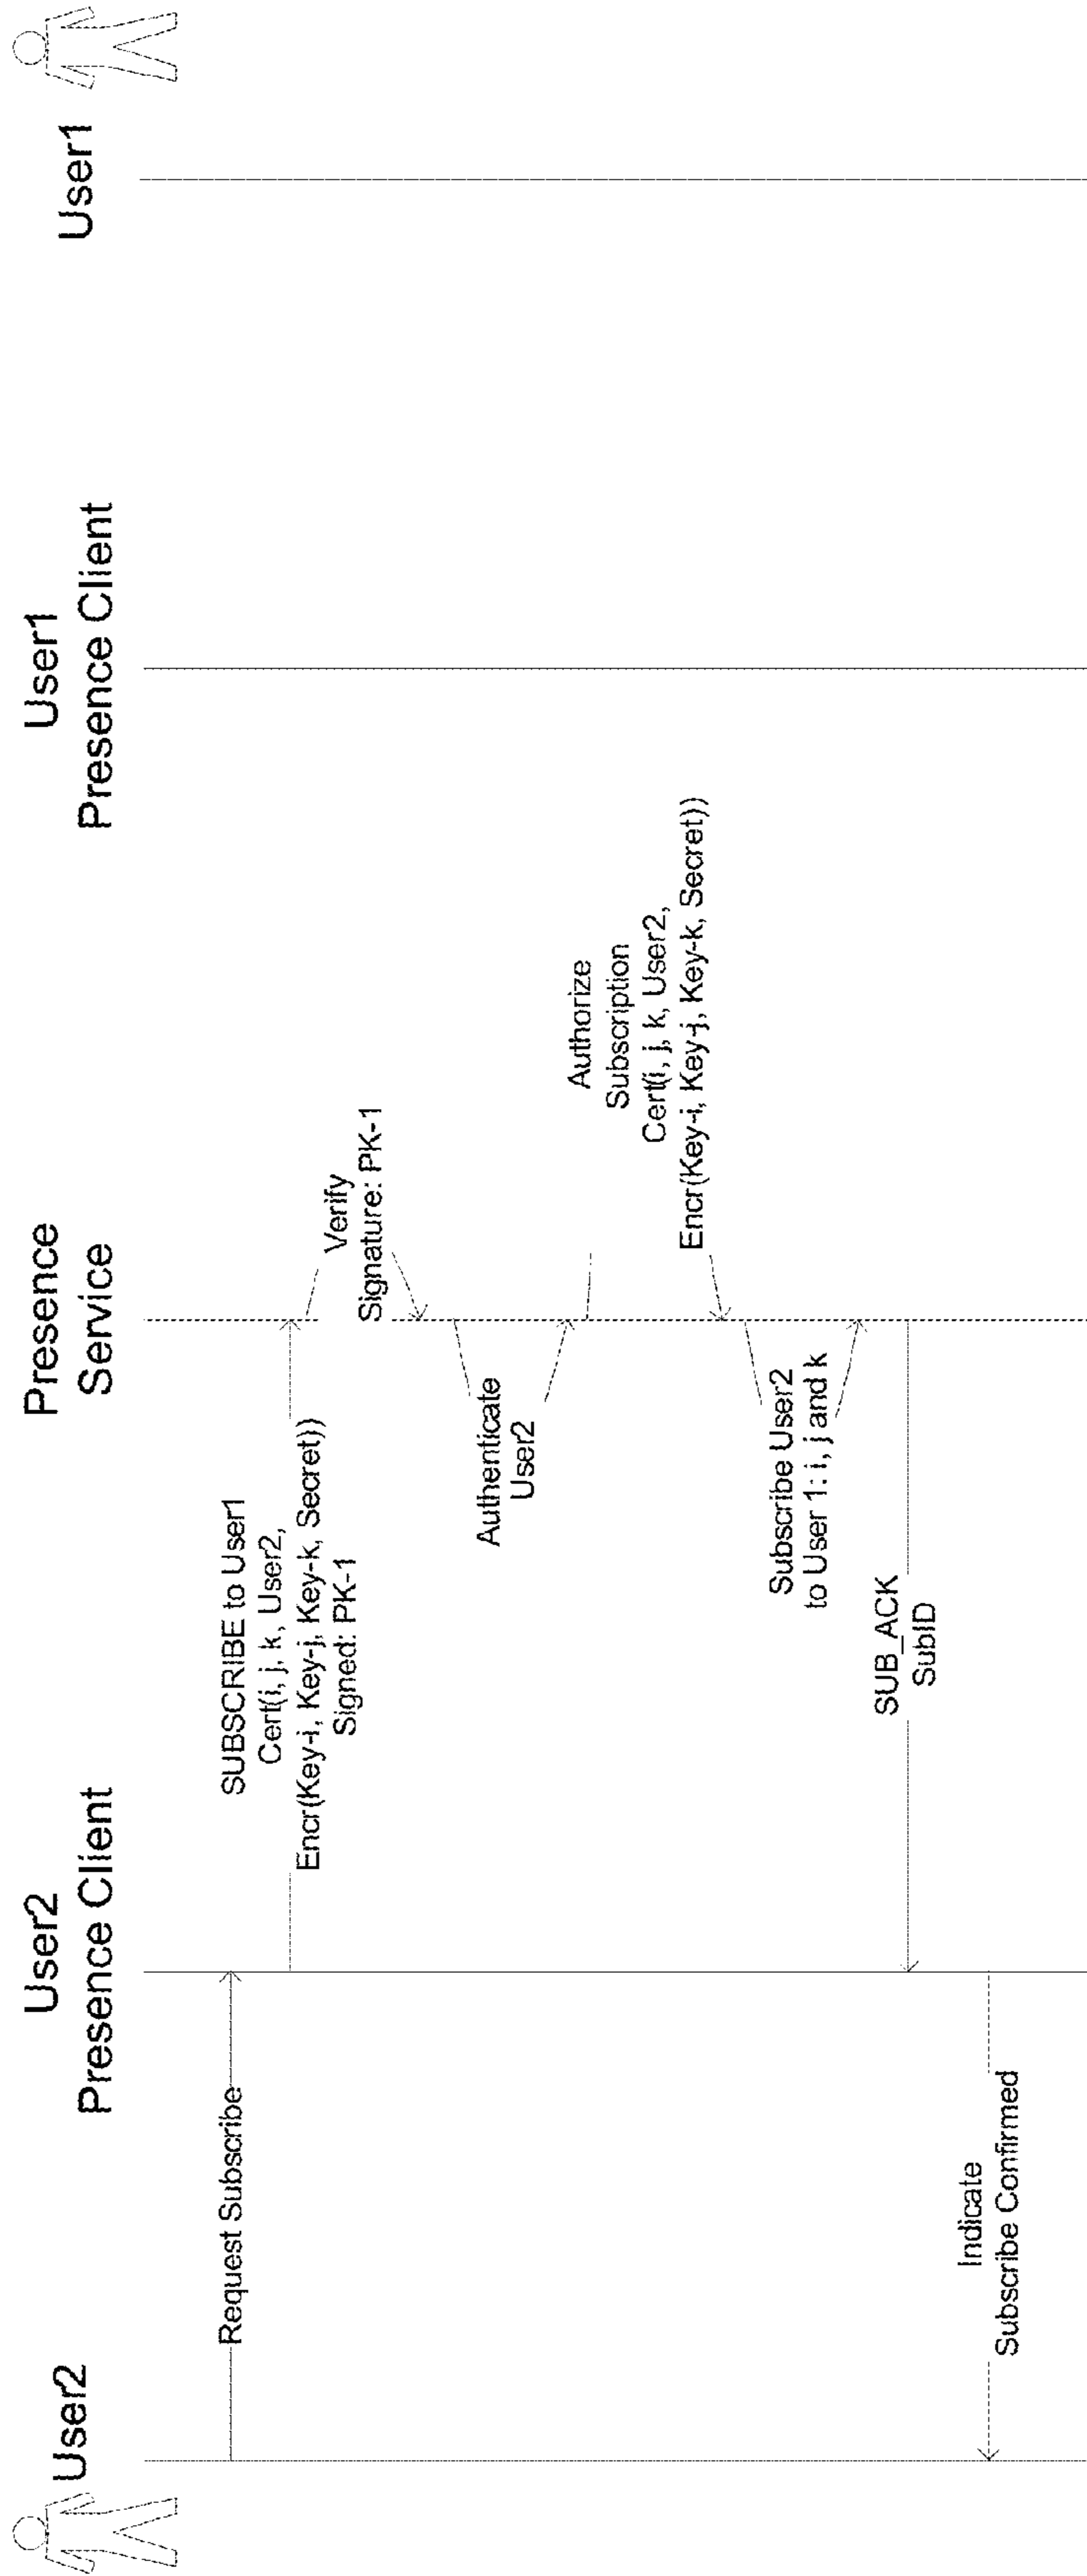 User2
User2
Presence Client
Presence
Service
User1
Presence Client
User1
Request Subscribe
SUBSCRIBE to User1
Cert(i, j, k, User2,
Encr(Key-i, Key-j, Key-k, Secret))
Signed: PK-1
Verify
Signature: PK-1
Authenticate
User2
Authorize
Subscription
Cert(i, j, k, User2,
Encr(Key-i, Key-j, Key-k, Secret))
Subscribe User2
to User 1: i, j and k
SUB_ACK
SubID
Indicate
Subscribe Confirmed